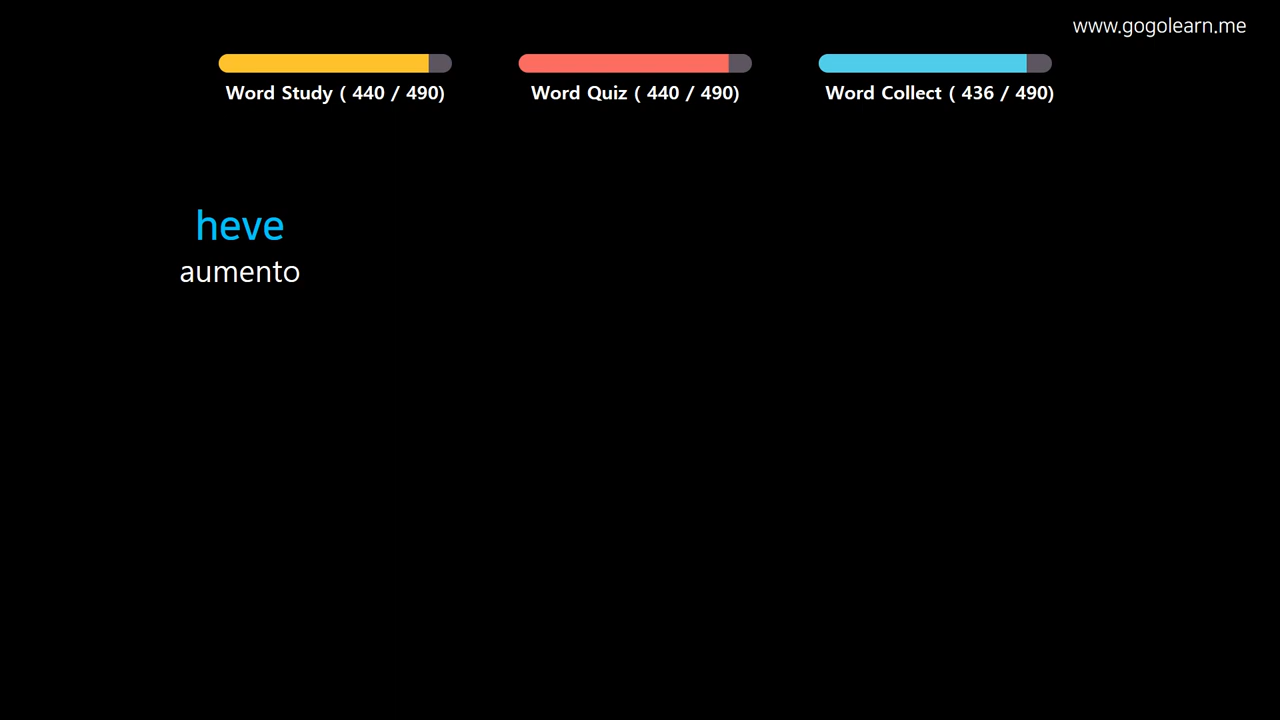 www.gogolearn.me
Word Study ( 440 / 490)
Word Quiz ( 440 / 490)
Word Collect ( 436 / 490)
heve
aumento